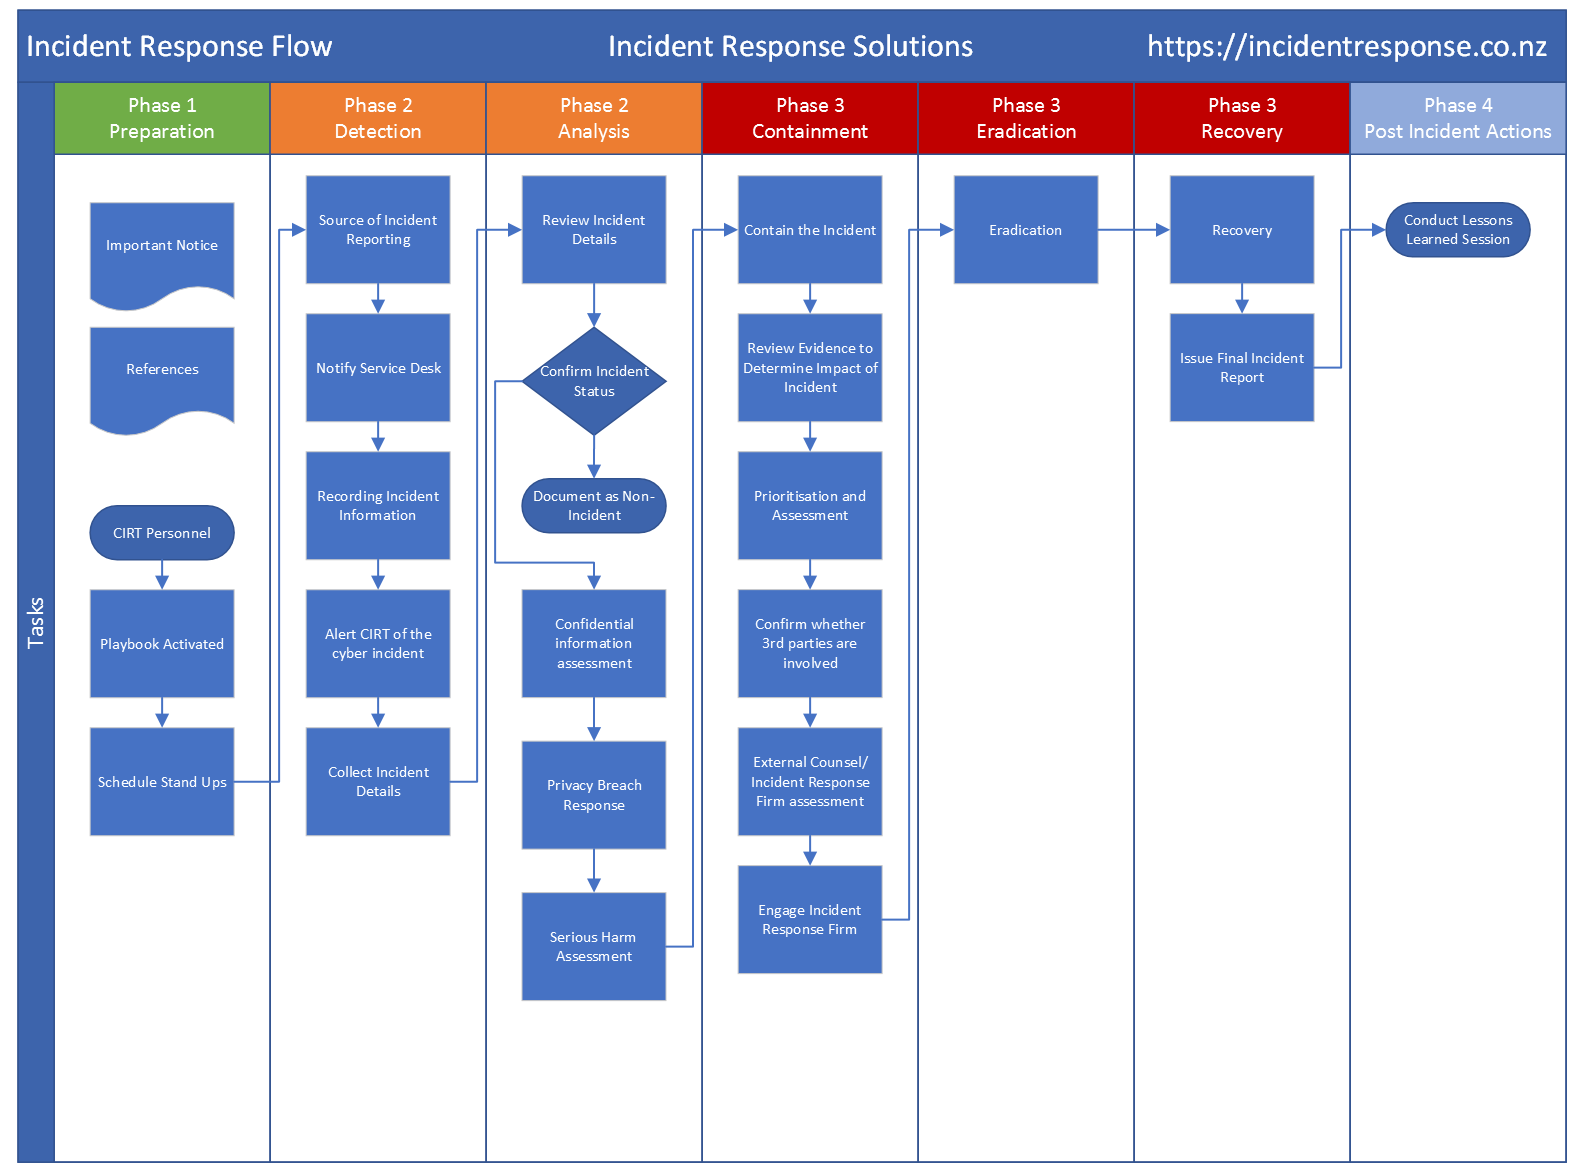 Incident Response Flow
Incident Response Solutions
https://incidentresponse.co.nz
Tasks
Phase 1
Preparation
Phase 2
Detection
Phase 2
Analysis
Phase 3
Containment
Phase 3
Eradication
Phase 3
Recovery
Phase 4
Post Incident Actions
Important Notice
References
CIRT Personnel
Playbook Activated
Schedule Stand Ups
Source of Incident
Reporting
Notify Service Desk
Recording Incident
Information
Alert CIRT of the
cyber incident
Collect Incident
Details
Review Incident
Details
Confirm Incident
Status
Document as Non-
Incident
Confidential
information
assessment
Privacy Breach
Response
Serious Harm
Assessment
Contain the Incident
Review Evidence to
Determine Impact of
Incident
Prioritisation and
Assessment
Confirm whether
3rd parties are
involved
External Counsel/
Incident Response
Firm assessment
Engage Incident
Response Firm
Eradication
Recovery
Issue Final Incident
Report
Conduct Lessons
Learned Session